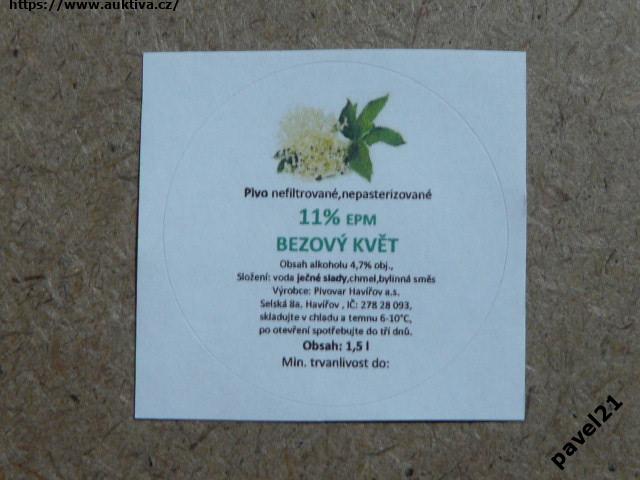 https://www.auktiva.cz/
Pivo nefiltrované,nepasterizované
11% EPM
BEZOVÝ KVĚT
Obsah alkoholu 4,7% obj.,
Složení: voda ječné slady,chmel,bylinná směs
Výrobce: Pivovar Havířov a.s.
Selská 8a, Havířov , IČ: 278 28 093,
skladujte v chladu a temnu 6-10°C,
po otevření spotřebujte do tří dnů.
Obsah: 1,5 l
Min. trvanlivost do:
pavel21